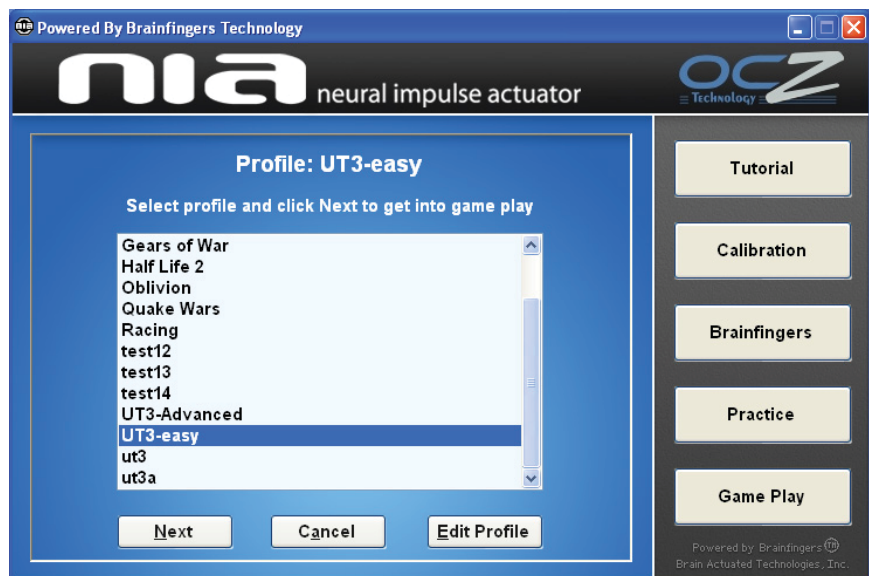 Powered By Brainfingers Technology
nia neural impulse actuator
OCZ
Technology
Profile: UT3-easy
Select profile and click Next to get into game play
Gears of War
Half Life 2
Oblivion
Quake Wars
Racing
test12
test13
test14
UT3-Advanced
UT3-easy
ut3
ut3a
Next Cancel Edit Profile
Tutorial
Calibration
Brainfingers
Practice
Game Play
Powered by Brainfingers TM
Brain Actuated Technologies, Inc.